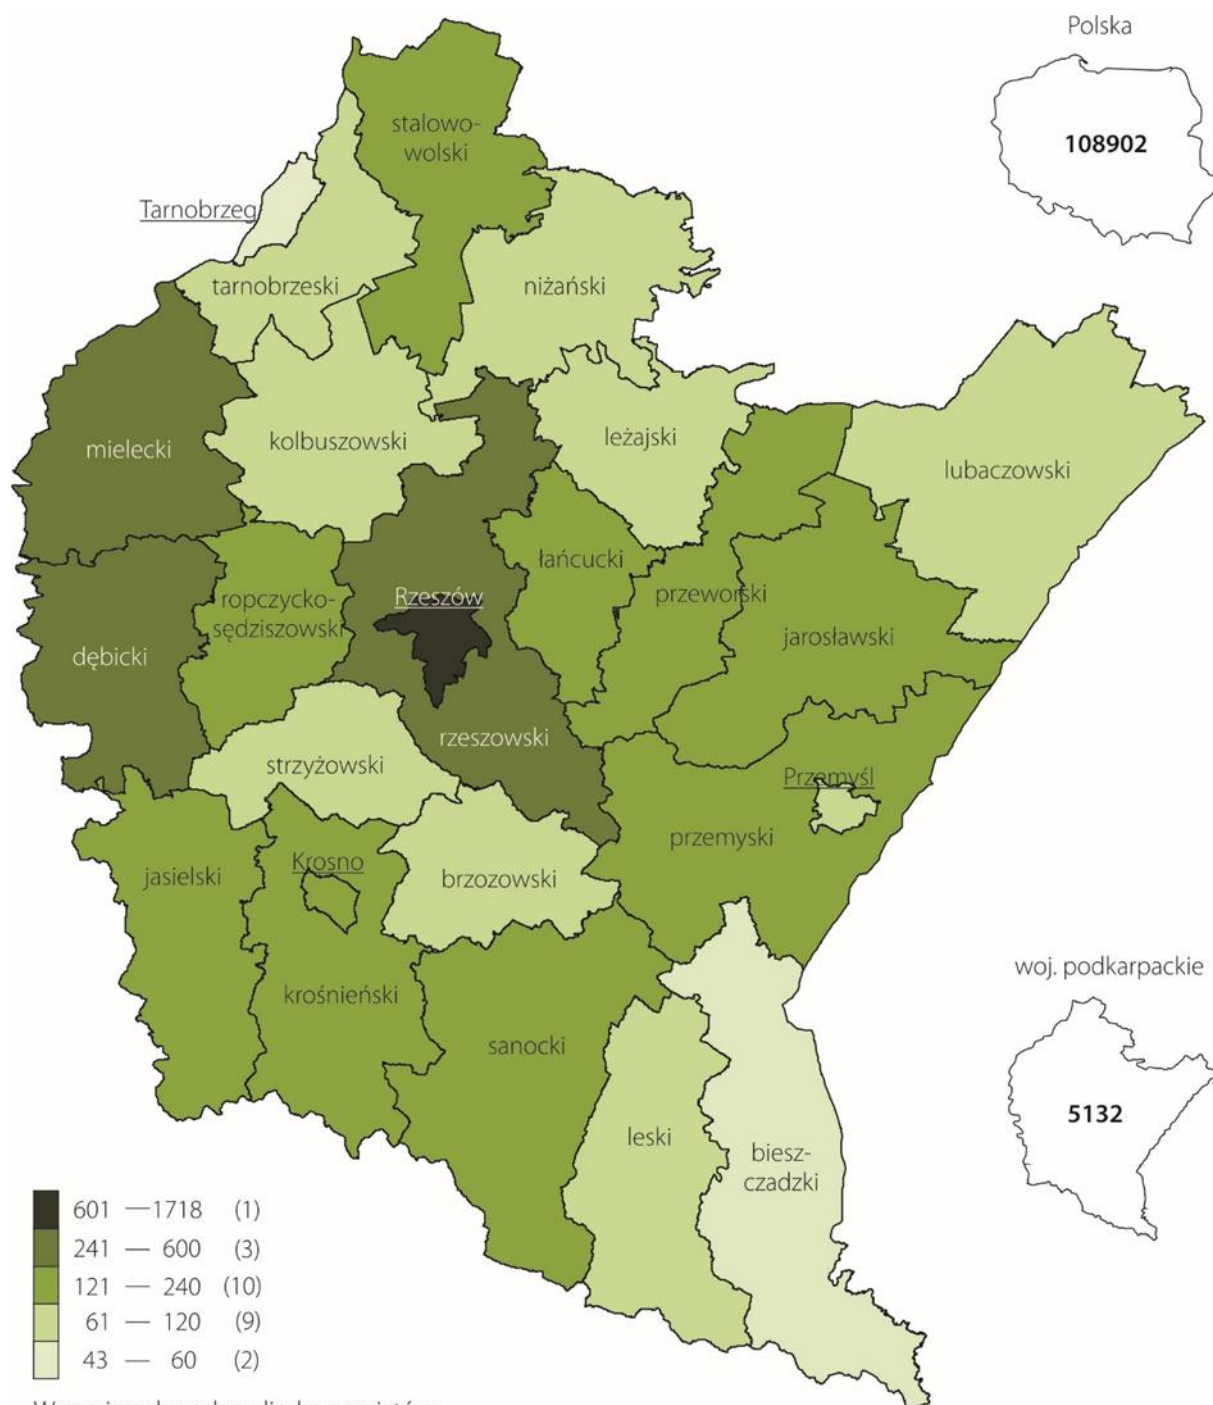 Polska
108902
stalowo-
wolski
Tarnobrzeg
tarnobrzeski
niżański
mielecki
kolbuszowski
leżajski
lubaczowski
łańcucki
Rzeszów
ropczycko-
sędziszowski
przeworski
jarosławski
dębicki
rzeszowski
strzyżowski
Przemyśl
przemyski
jasielski
Krosno
brzozowski
krośnieński
sanocki
woj. podkarpackie
5132
leski
biesz-
czadzki
601 — 1718 (1)
241 — 600 (3)
121 — 240 (10)
61 — 120 (9)
43 — 60 (2)